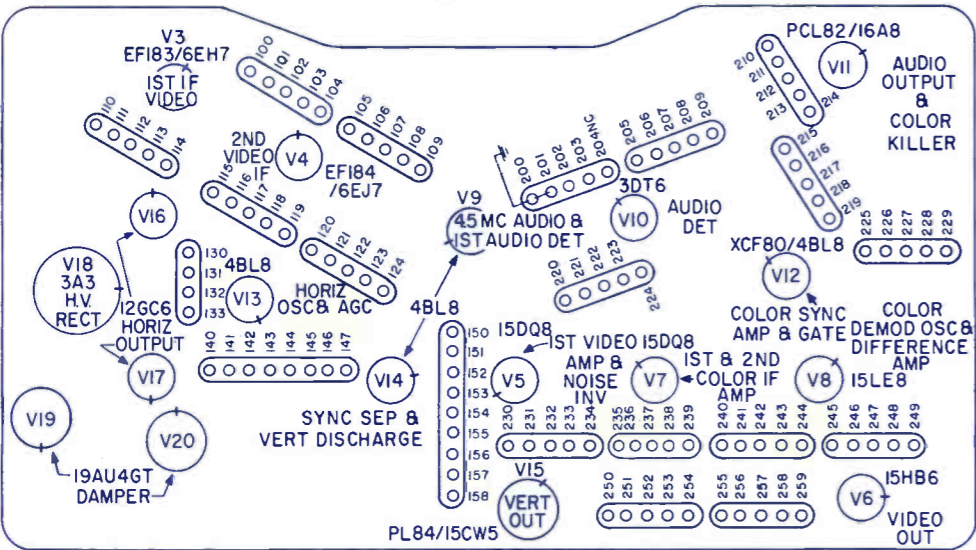 V3
EF183/6EH7
1ST IF
VIDEO
100
101
102
103
104
105
106
107
108
109
110
111
112
113
114
2ND
VIDEO
IF
V4
EF184
/6EJ7
115
116
117
118
119
120
121
122
123
124
V16
V18
3A3
H.V.
RECT
12GC6
HORIZ
OUTPUT
V17
130
131
132
133
4BL8
V13
HORIZ
OSC & AGC
140
141
142
143
144
145
146
147
V19
V20
19AU4GT
DAMPER
V9
45 MC AUDIO &
1ST AUDIO DET
4BL8
V14
SYNC SEP &
VERT DISCHARGE
150
151
152
153
154
155
156
157
158
200
201
202
203
204NC
205
206
207
208
209
3DT6
V10
AUDIO
DET
220
221
222
223
224
PCL82/16A8
V11
AUDIO
OUTPUT
&
COLOR
KILLER
210
211
212
213
214
215
216
217
218
219
225
226
227
228
229
XCF80/4BL8
V12
COLOR SYNC
AMP & GATE
15DQ8
V5
1ST VIDEO
AMP &
NOISE
INV
15DQ8
V7
1ST & 2ND
COLOR IF
AMP
COLOR
DEMOD OSC &
DIFFERENCE
AMP
V8
15LE8
230
231
232
233
234
235
236
237
238
239
240
241
242
243
244
245
246
247
248
249
V15
VERT
OUT
PL84/15CW5
250
251
252
253
254
255
256
257
258
259
V6
15HB6
VIDEO
OUT